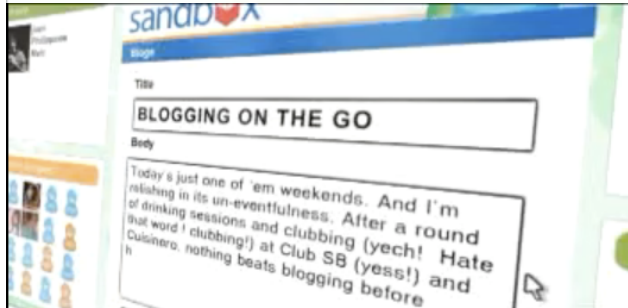 sandbox
Blogs
Title
BLOGGING ON THE GO
Body
Today's just one of 'em weekends. And I'm
relishing in its un-eventfulness. After a round
of drinking sessions and clubbing (yech! Hate
that word ! clubbing!) at Club SB (yess!) and
Cuisinero, nothing beats blogging before
h